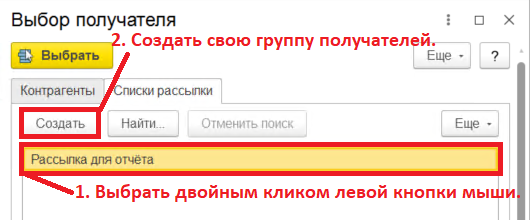 Выбор получателя
Выбрать
2. Создать свою группу получателей.
Еще
?
Контрагенты
Списки рассылки
Создать
Найти...
Отменить поиск
Еще
Рассылка для отчёта
1. Выбрать двойным кликом левой кнопки мыши.